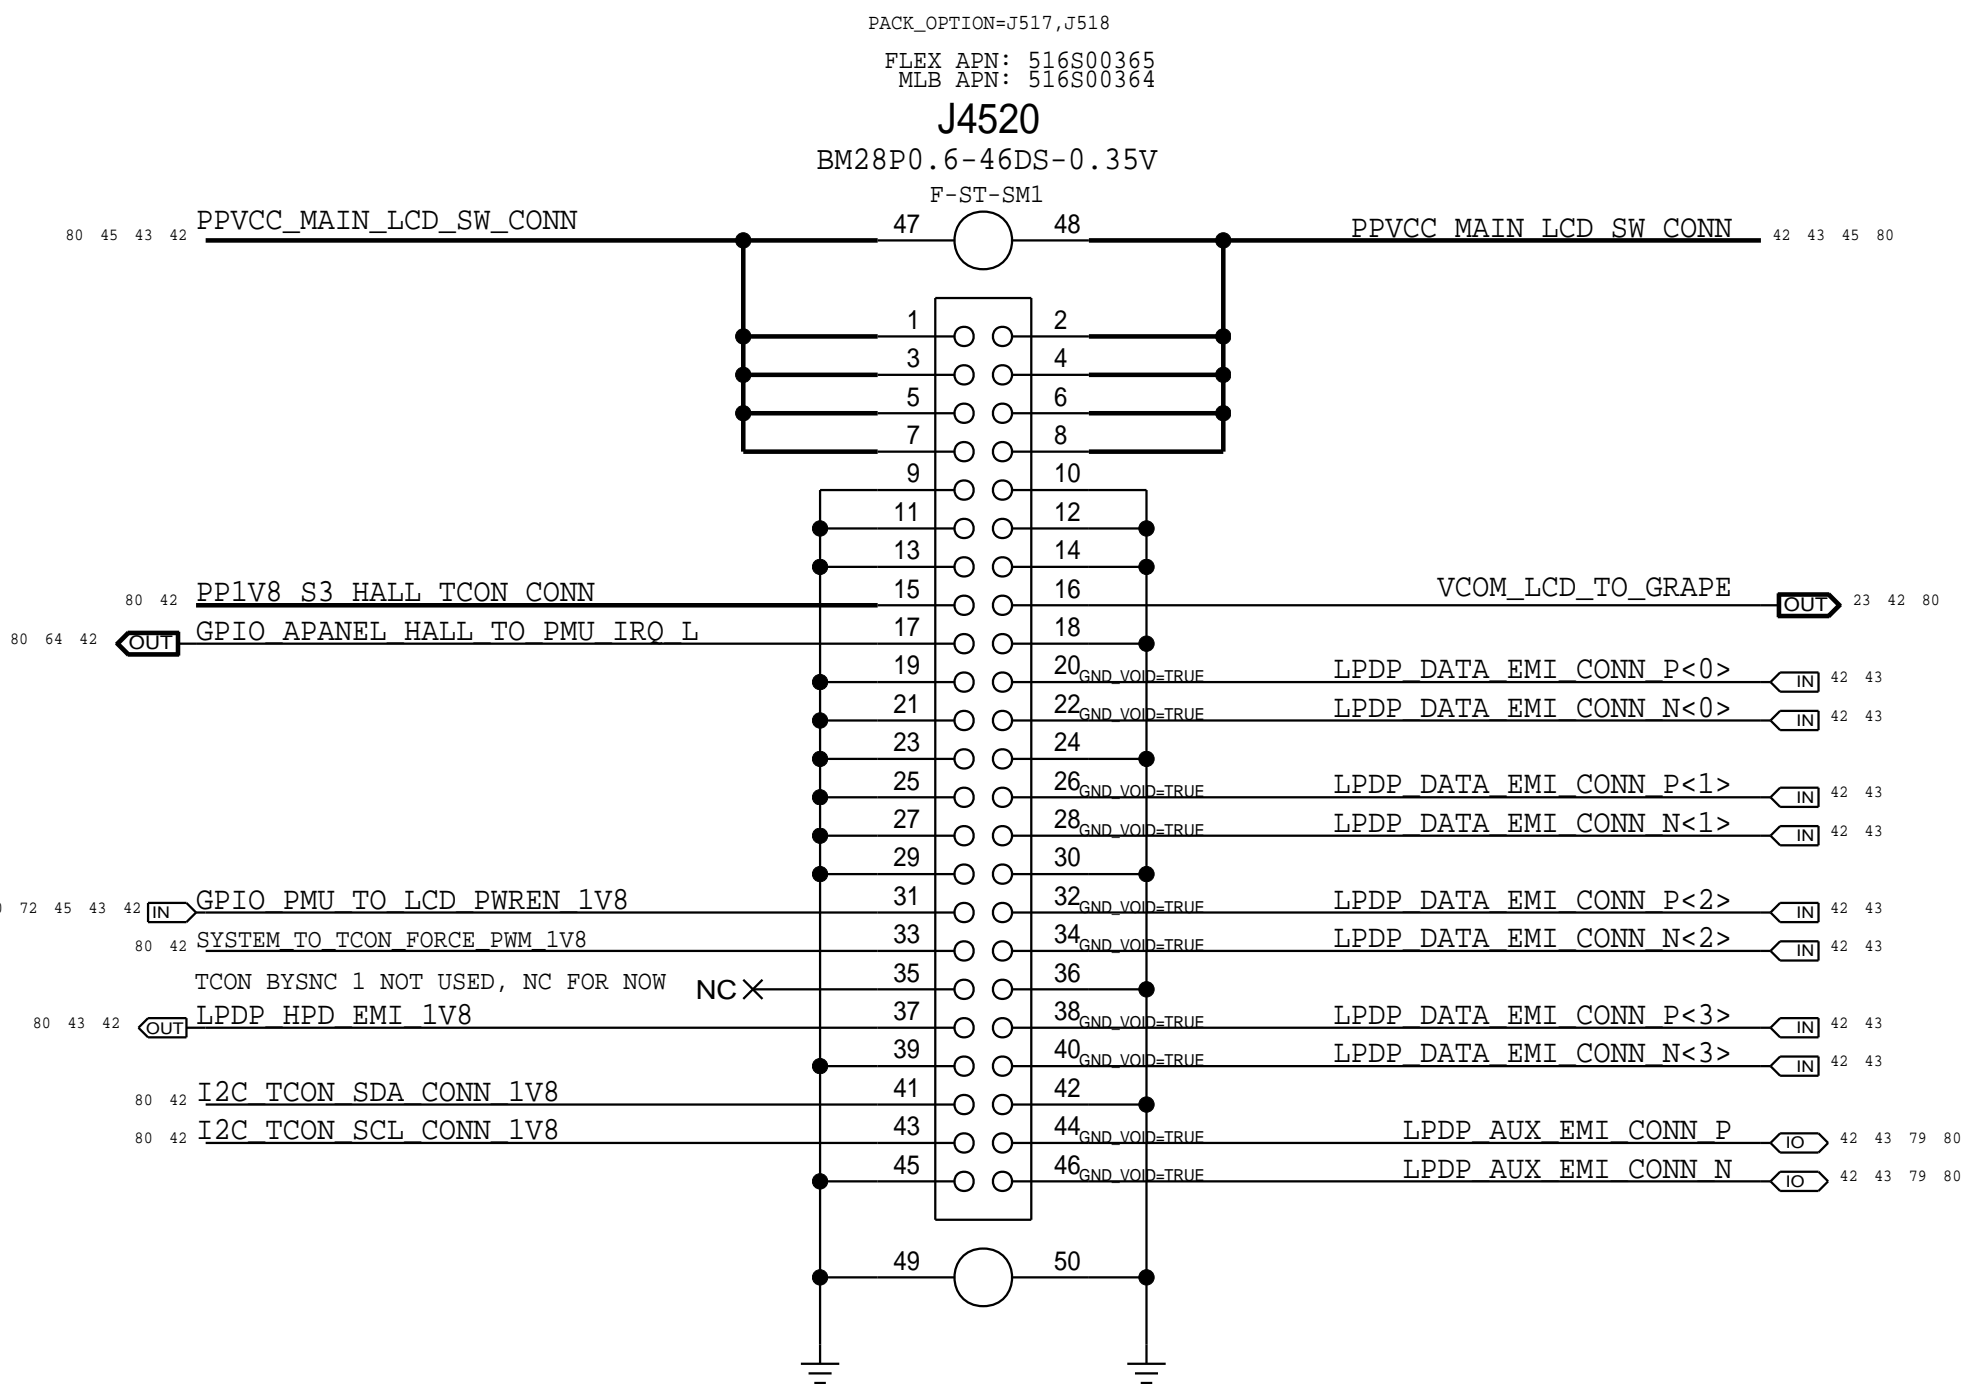 PACK_OPTION=J517,J518
FLEX APN: 516S00365
MLB APN: 516S00364
J4520
BM28P0.6-46DS-0.35V
F-ST-SM1
80 45 43 42 PPVCC_MAIN_LCD_SW_CONN 47 48 PPVCC_MAIN_LCD_SW_CONN 42 43 45 80
1 2
3 4
5 6
7 8
9 10
11 12
13 14
80 42 PP1V8_S3_HALL_TCON_CONN 15 16 VCOM_LCD_TO_GRAPE OUT 23 42 80
80 64 42 OUT GPIO_APANEL_HALL_TO_PMU_IRQ_L 17 18
19 20 GND_VOID=TRUE LPDP_DATA_EMI_CONN_P<0> IN 42 43
21 22 GND_VOID=TRUE LPDP_DATA_EMI_CONN_N<0> IN 42 43
23 24
25 26 GND_VOID=TRUE LPDP_DATA_EMI_CONN_P<1> IN 42 43
27 28 GND_VOID=TRUE LPDP_DATA_EMI_CONN_N<1> IN 42 43
29 30
72 45 43 42 IN GPIO_PMU_TO_LCD_PWREN_1V8 31 32 GND_VOID=TRUE LPDP_DATA_EMI_CONN_P<2> IN 42 43
80 42 SYSTEM_TO_TCON_FORCE_PWM_1V8 33 34 GND_VOID=TRUE LPDP_DATA_EMI_CONN_N<2> IN 42 43
TCON BYSNC 1 NOT USED, NC FOR NOW NC 35 36
80 43 42 OUT LPDP_HPD_EMI_1V8 37 38 GND_VOID=TRUE LPDP_DATA_EMI_CONN_P<3> IN 42 43
39 40 GND_VOID=TRUE LPDP_DATA_EMI_CONN_N<3> IN 42 43
80 42 I2C_TCON_SDA_CONN_1V8 41 42
80 42 I2C_TCON_SCL_CONN_1V8 43 44 GND_VOID=TRUE LPDP_AUX_EMI_CONN_P IO 42 43 79 80
45 46 GND_VOID=TRUE LPDP_AUX_EMI_CONN_N IO 42 43 79 80
49 50